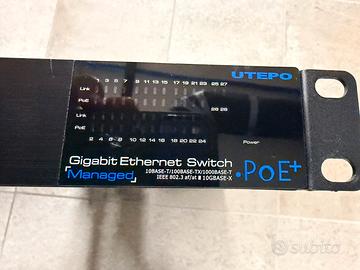 UTEPO
1 3 5 7 9 11 13 15 17 19 21 23 25 27
Link
PoE
26 28
Link
PoE
2 4 6 8 10 12 14 16 18 20 22 24
Power
Gigabit Ethernet Switch
Managed
10BASE-T/100BASE-TX/1000BASE-T
IEEE 802.3 af/at & 10GBASE-X
PoE+
subito